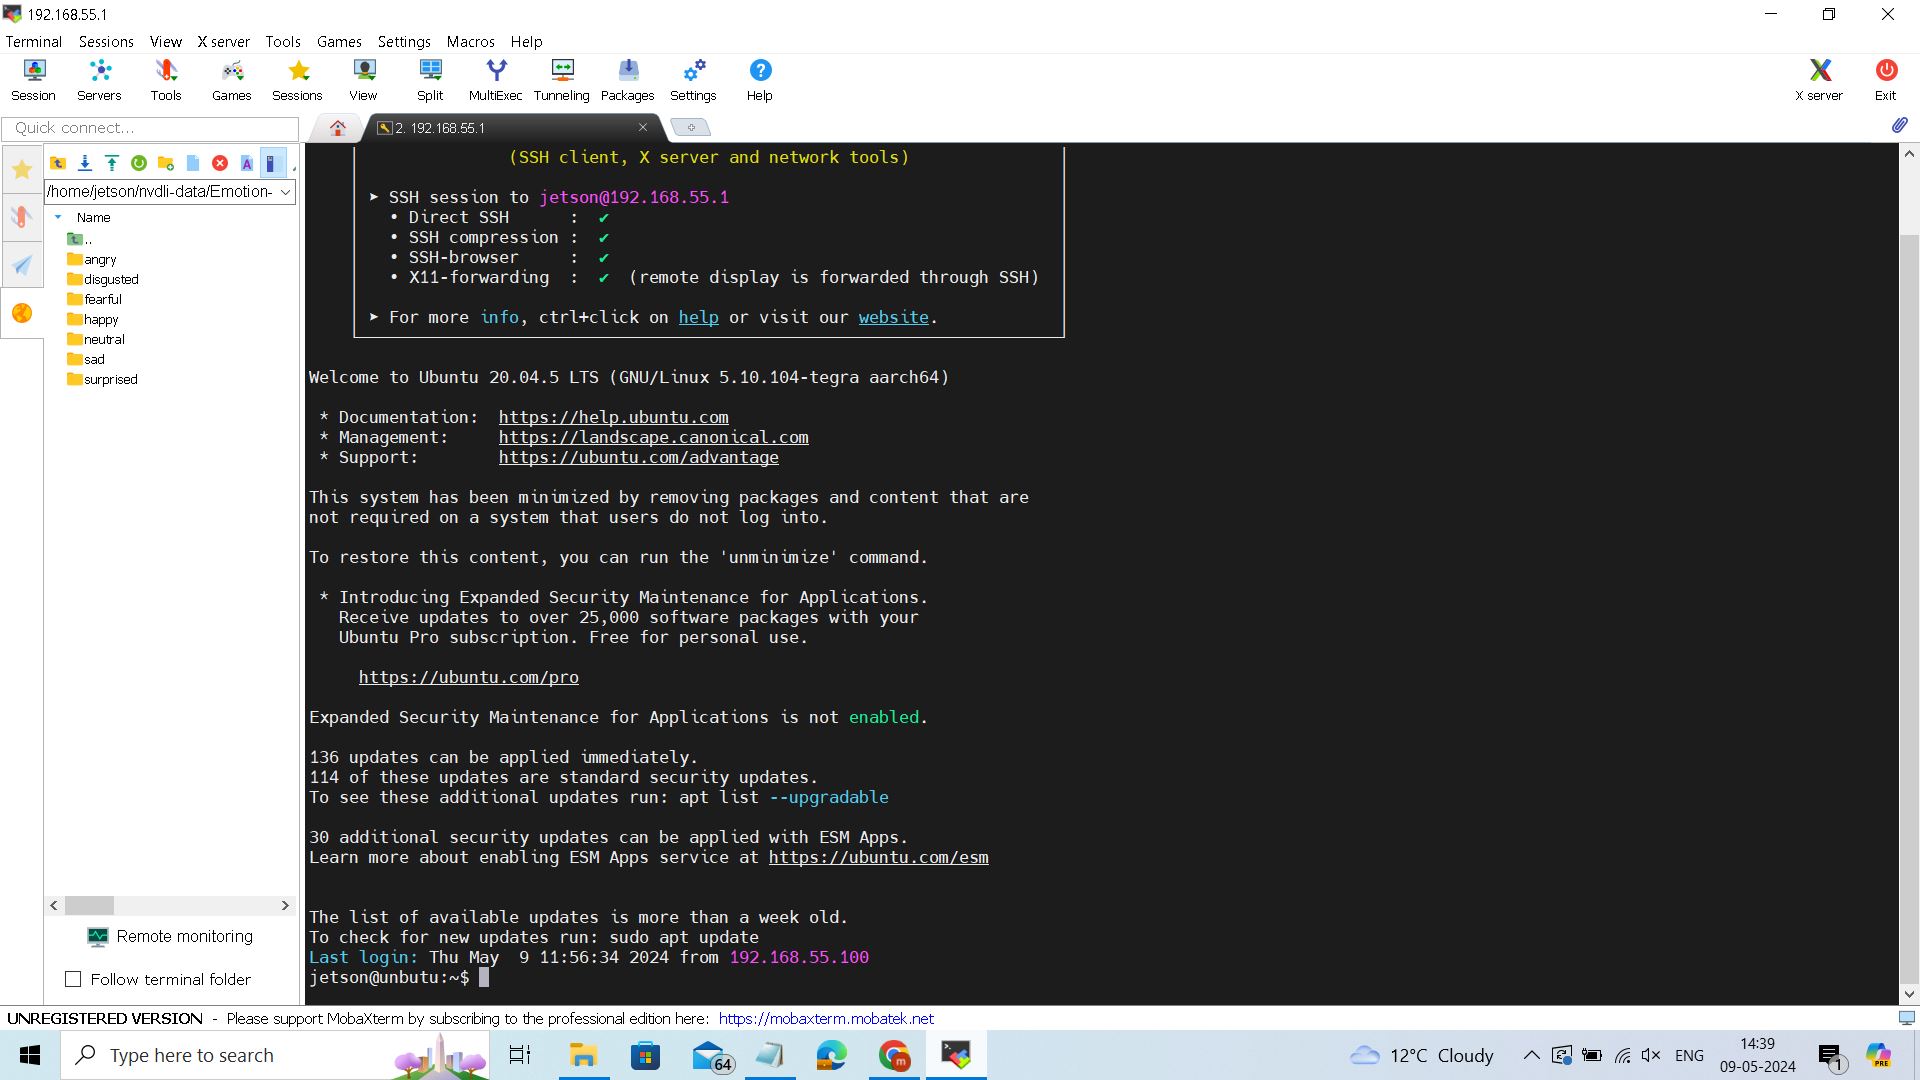 192.168.55.1
Terminal Sessions View X server Tools Games Settings Macros Help
Session Servers Tools Games Sessions View Split MultiExec Tunneling Packages Settings Help X server Exit
Quick connect...
2. 192.168.55.1
/home/jetson/nvdli-data/Emotion-
Name
..
angry
disgusted
fearful
happy
neutral
sad
surprised
Remote monitoring
Follow terminal folder
(SSH client, X server and network tools)
➤ SSH session to jetson@192.168.55.1
• Direct SSH : ✔
• SSH compression : ✔
• SSH-browser : ✔
• X11-forwarding : ✔ (remote display is forwarded through SSH)
➤ For more info, ctrl+click on help or visit our website.
Welcome to Ubuntu 20.04.5 LTS (GNU/Linux 5.10.104-tegra aarch64)
* Documentation: https://help.ubuntu.com
* Management: https://landscape.canonical.com
* Support: https://ubuntu.com/advantage
This system has been minimized by removing packages and content that are
not required on a system that users do not log into.
To restore this content, you can run the 'unminimize' command.
* Introducing Expanded Security Maintenance for Applications.
Receive updates to over 25,000 software packages with your
Ubuntu Pro subscription. Free for personal use.
https://ubuntu.com/pro
Expanded Security Maintenance for Applications is not enabled.
136 updates can be applied immediately.
114 of these updates are standard security updates.
To see these additional updates run: apt list --upgradable
30 additional security updates can be applied with ESM Apps.
Learn more about enabling ESM Apps service at https://ubuntu.com/esm
The list of available updates is more than a week old.
To check for new updates run: sudo apt update
Last login: Thu May  9 11:56:34 2024 from 192.168.55.100
jetson@unbutu:~$
UNREGISTERED VERSION - Please support MobaXterm by subscribing to the professional edition here: https://mobaxterm.mobatek.net
Type here to search
64
12°C Cloudy
ENG
14:39
09-05-2024
1
PRE